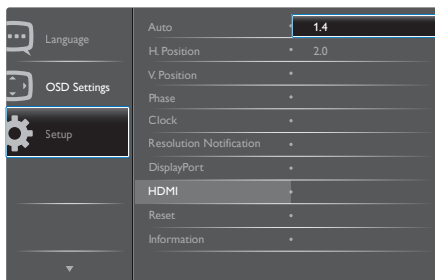 Language
OSD Settings
Setup
Auto
H. Position
V. Position
Phase
Clock
Resolution Notification
DisplayPort
HDMI
Reset
Information
1.4
2.0